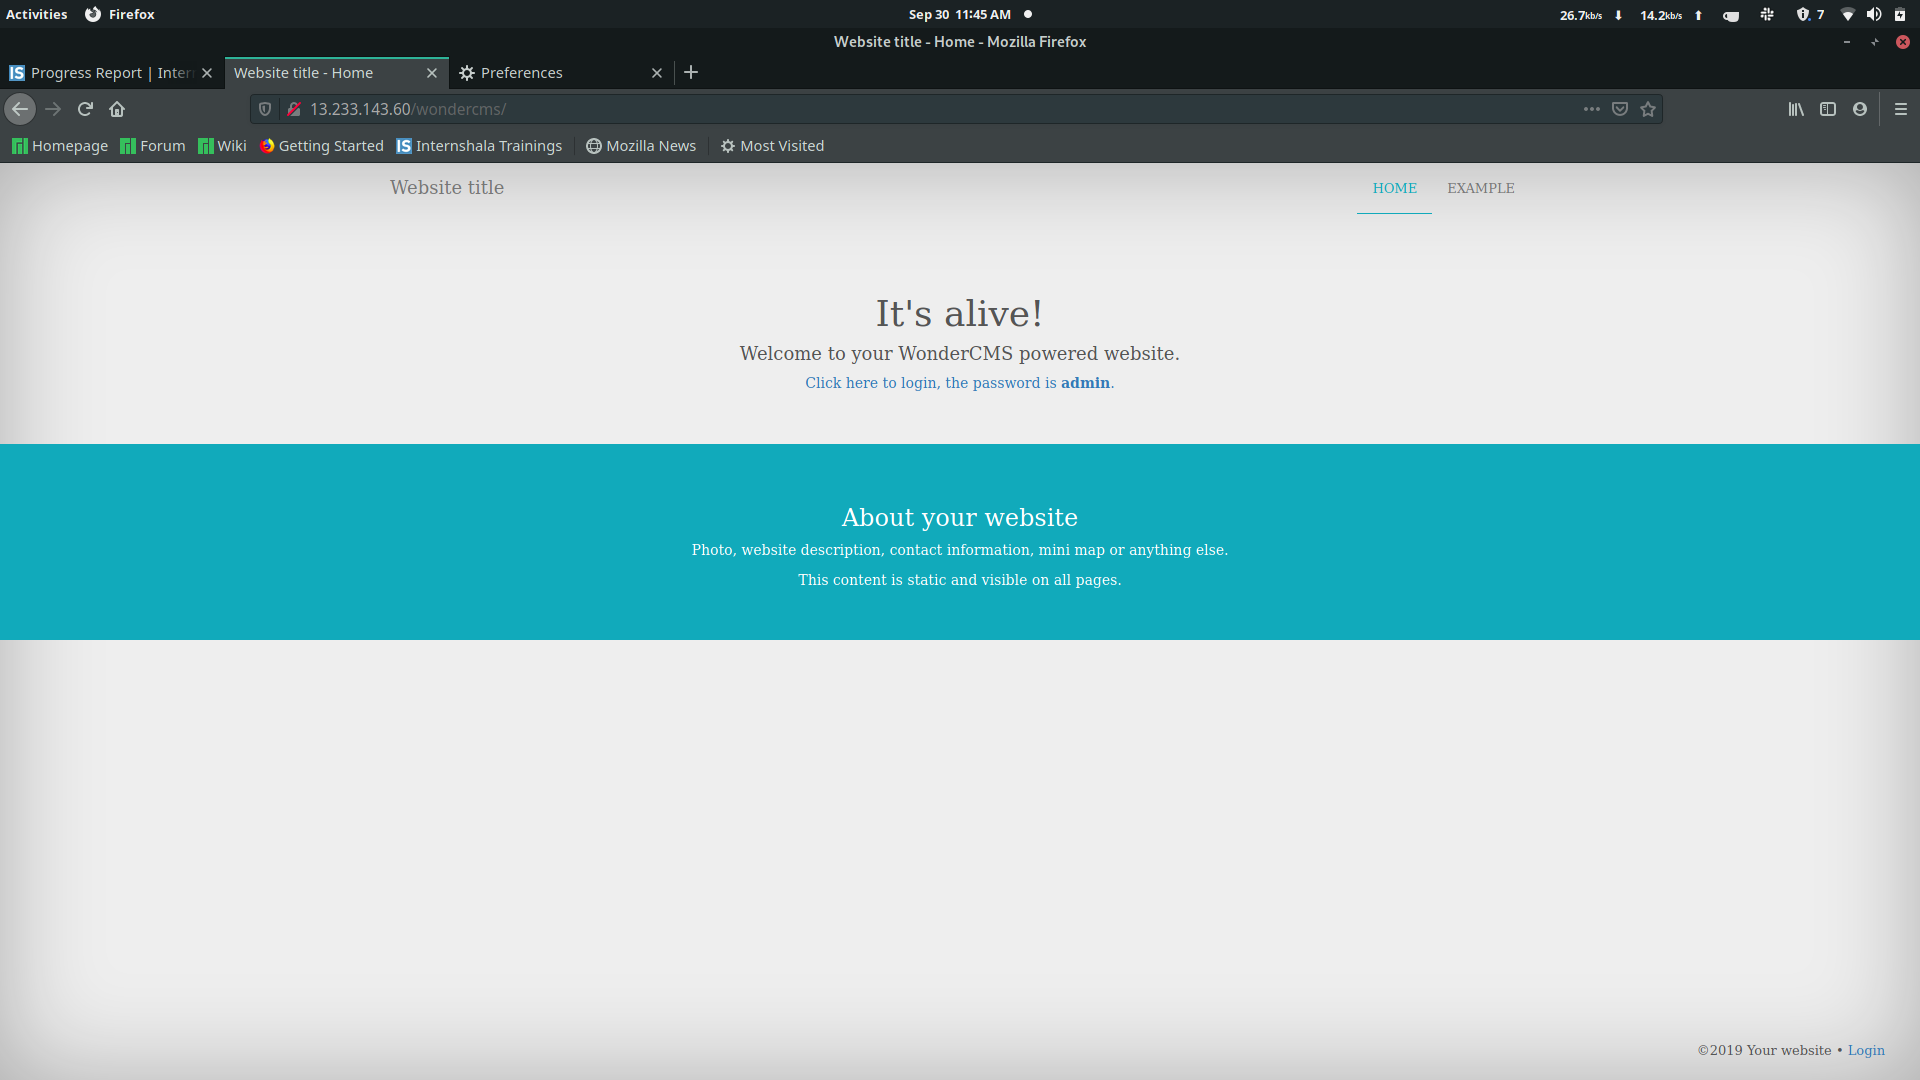 Activities Firefox Sep 30 11:45 AM 26.7kb/s 14.2kb/s 7
Website title - Home - Mozilla Firefox
Progress Report | Inter Website title - Home Preferences
13.233.143.60/wondercms/
Homepage Forum Wiki Getting Started Internshala Trainings Mozilla News Most Visited
Website title HOME EXAMPLE
It's alive!
Welcome to your WonderCMS powered website.
Click here to login, the password is admin.
About your website
Photo, website description, contact information, mini map or anything else.
This content is static and visible on all pages.
©2019 Your website • Login